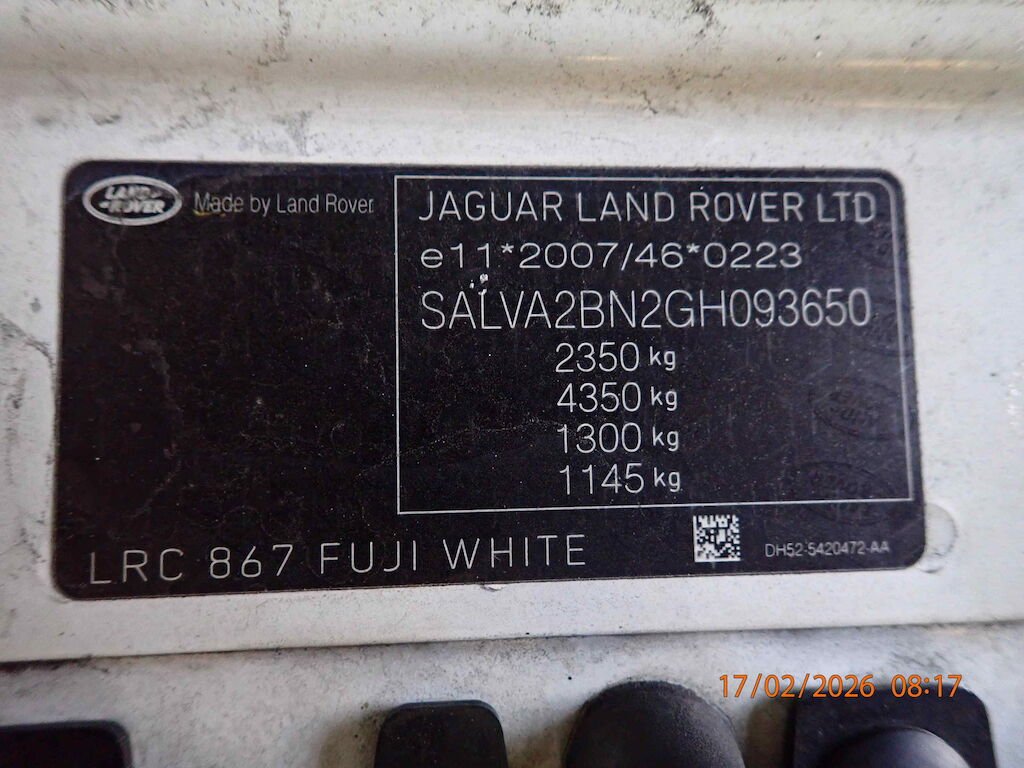 LAND ROVER
Made by Land Rover
JAGUAR LAND ROVER LTD
e11*2007/46*0223
SALVA2BN2GH093650
2350 kg
4350 kg
1300 kg
1145 kg
LRC 867 FUJI WHITE
DH52-5420472-AA
17/02/2026 08:17